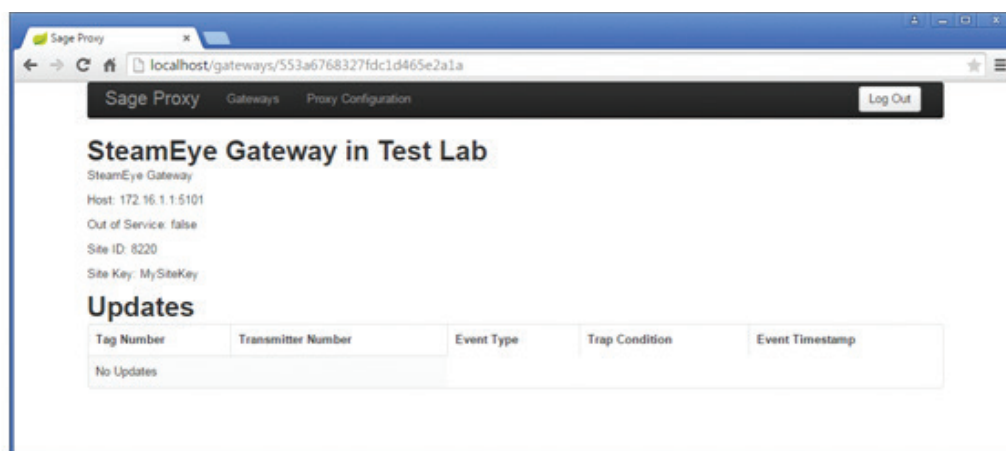 Sage Proxy
localhost/gateways/553a6768327fdc1d465e2a1a
Sage Proxy Gateways Proxy Configuration Log Out
SteamEye Gateway in Test Lab
SteamEye Gateway
Host: 172.16.1.1:5101
Out of Service: false
Site ID: 8220
Site Key: MySiteKey
Updates
Tag Number Transmitter Number Event Type Trap Condition Event Timestamp
No Updates